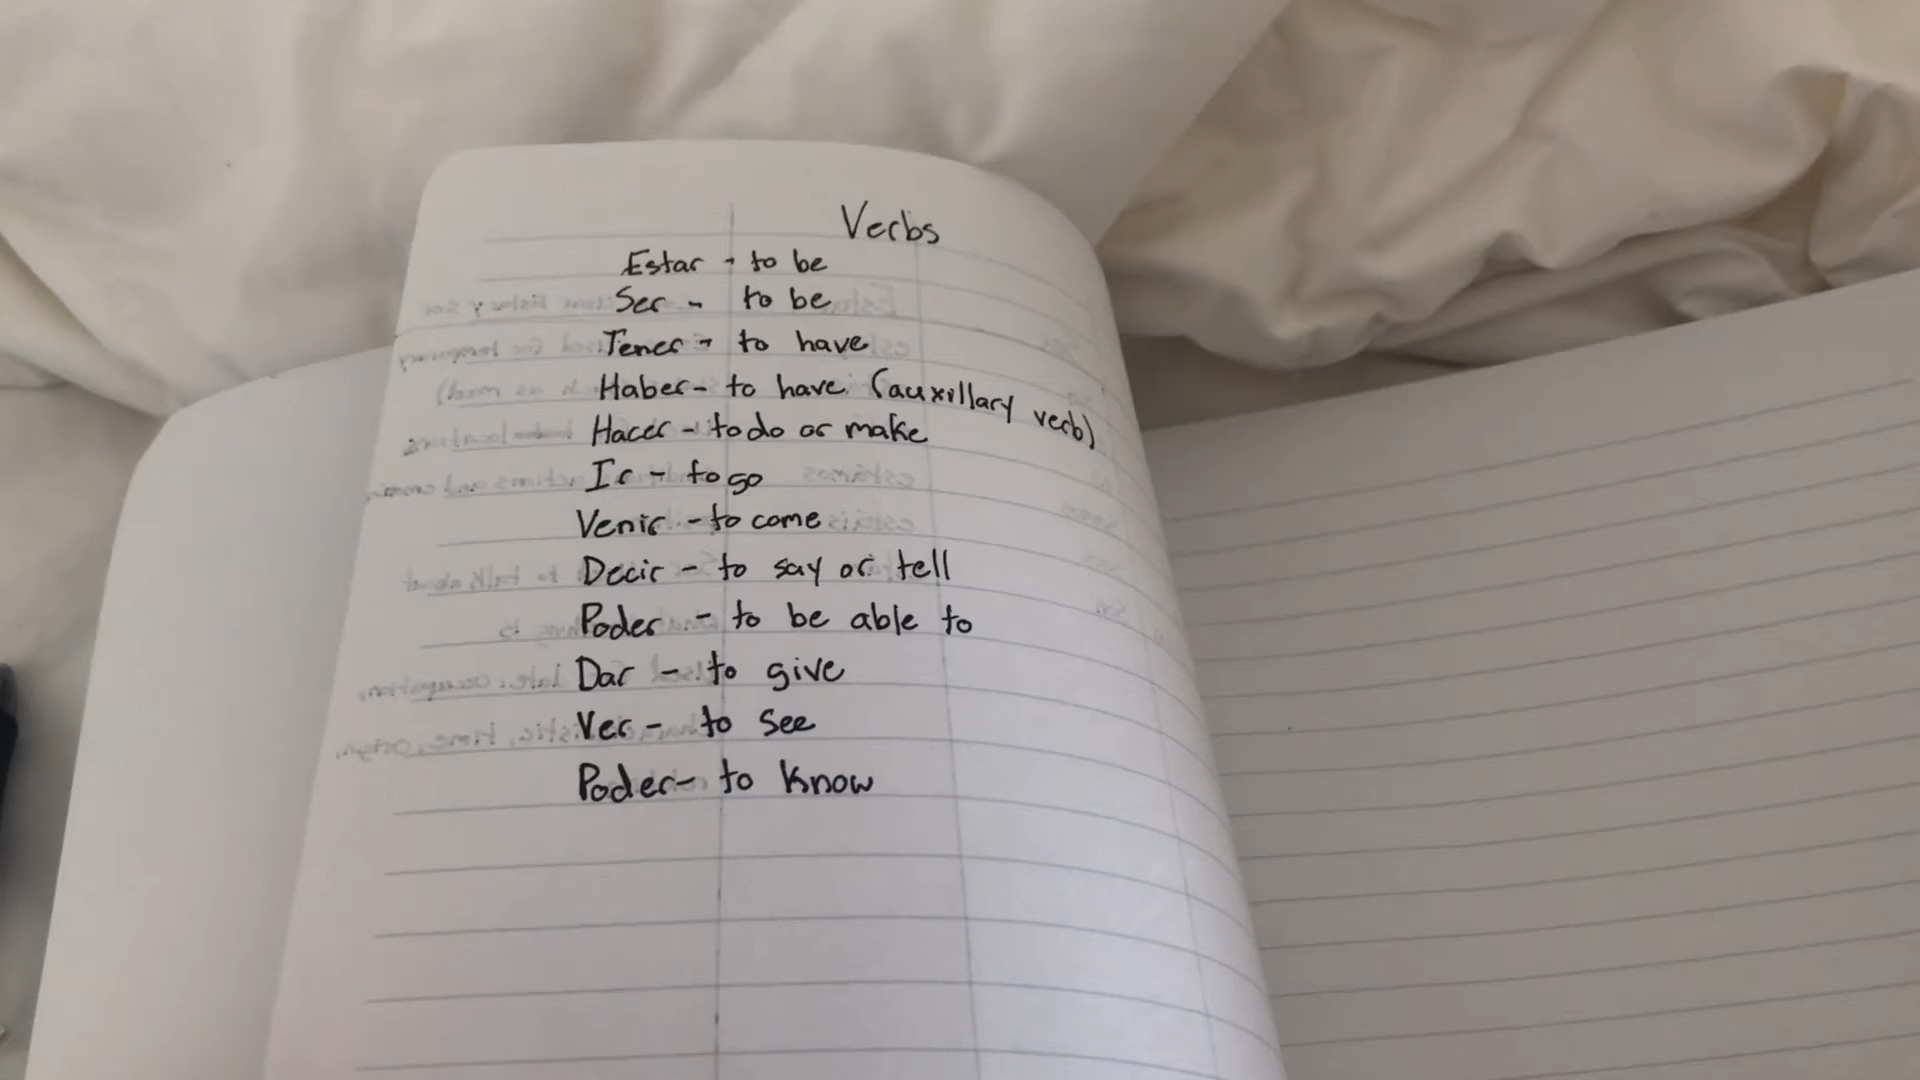 Verbs
Estar - to be
Ser - to be
Tener - to have
Haber - to have (auxillary verb)
Hacer - to do or make
Ir - to go
Venir - to come
Decir - to say or tell
Poder - to be able to
Dar - to give
Ver - to see
Poder - to know